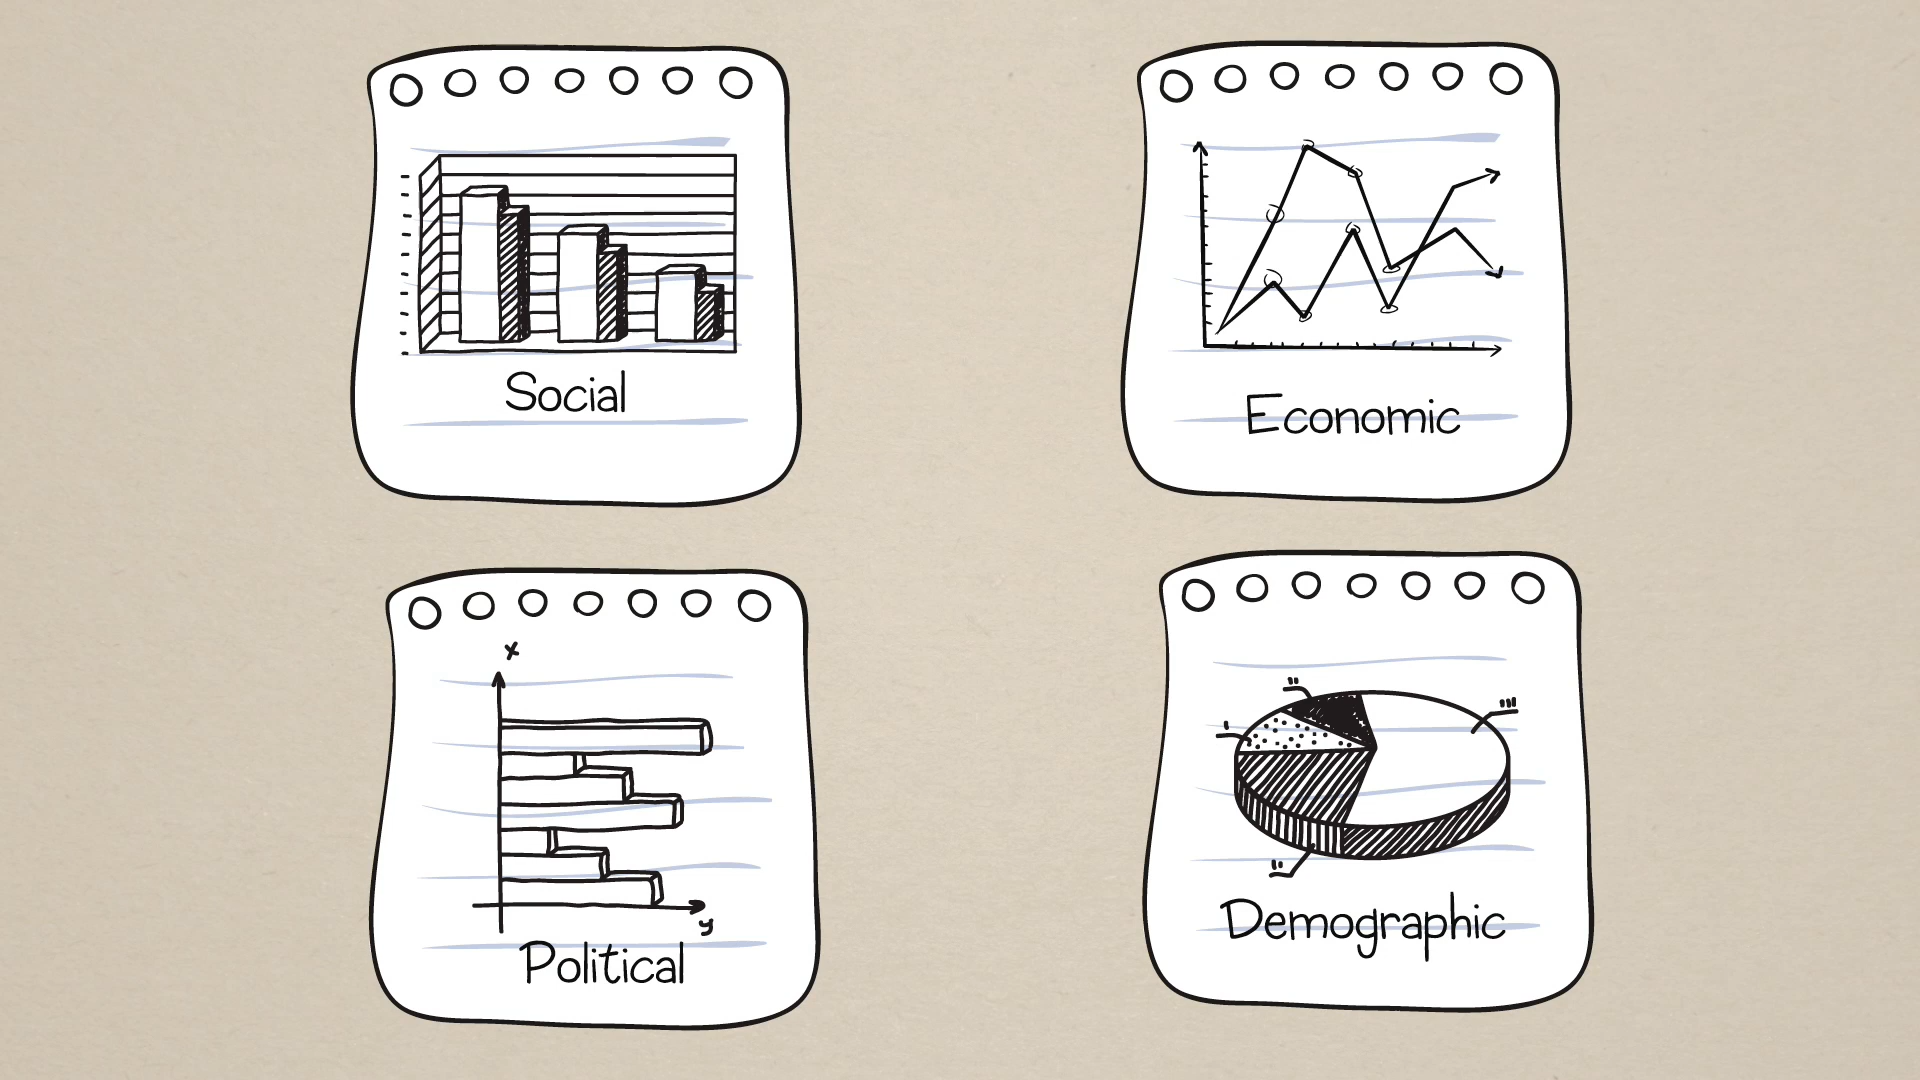 Social
Economic
x
y
Political
Demographic